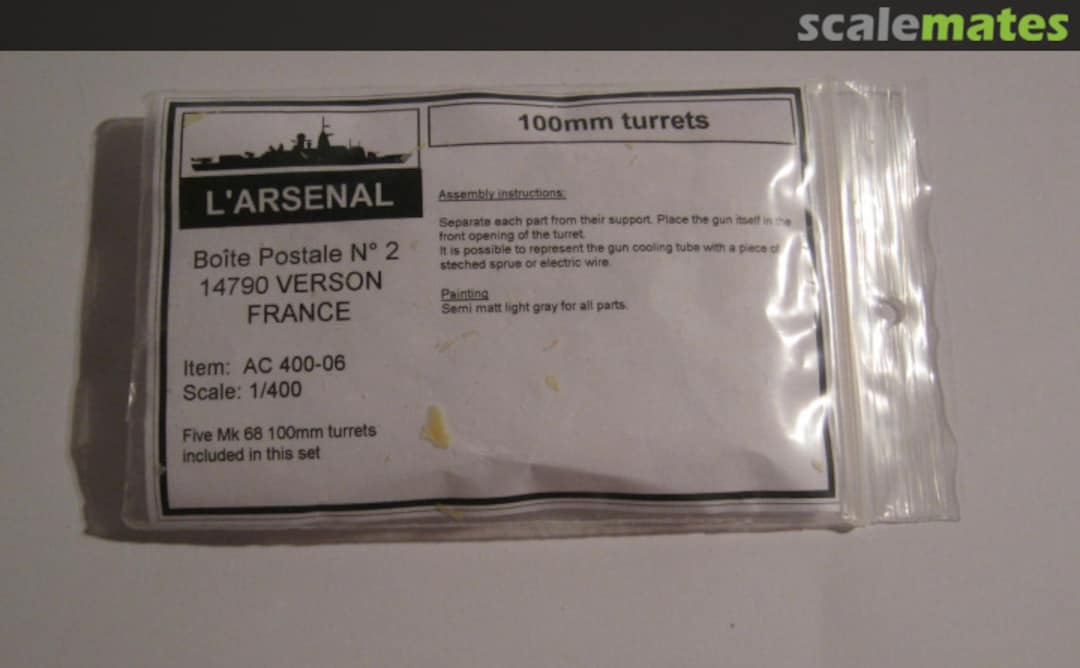 scalemates
L'ARSENAL
Boîte Postale N° 2
14790 VERSON
FRANCE
Item: AC 400-06
Scale: 1/400
Five Mk 68 100mm turrets
included in this set
100mm turrets
Assembly instructions:
Separate each part from their support. Place the gun itself in the
front opening of the turret.
It is possible to represent the gun cooling tube with a piece of
steched sprue or electric wire.
Painting
Semi matt light gray for all parts.